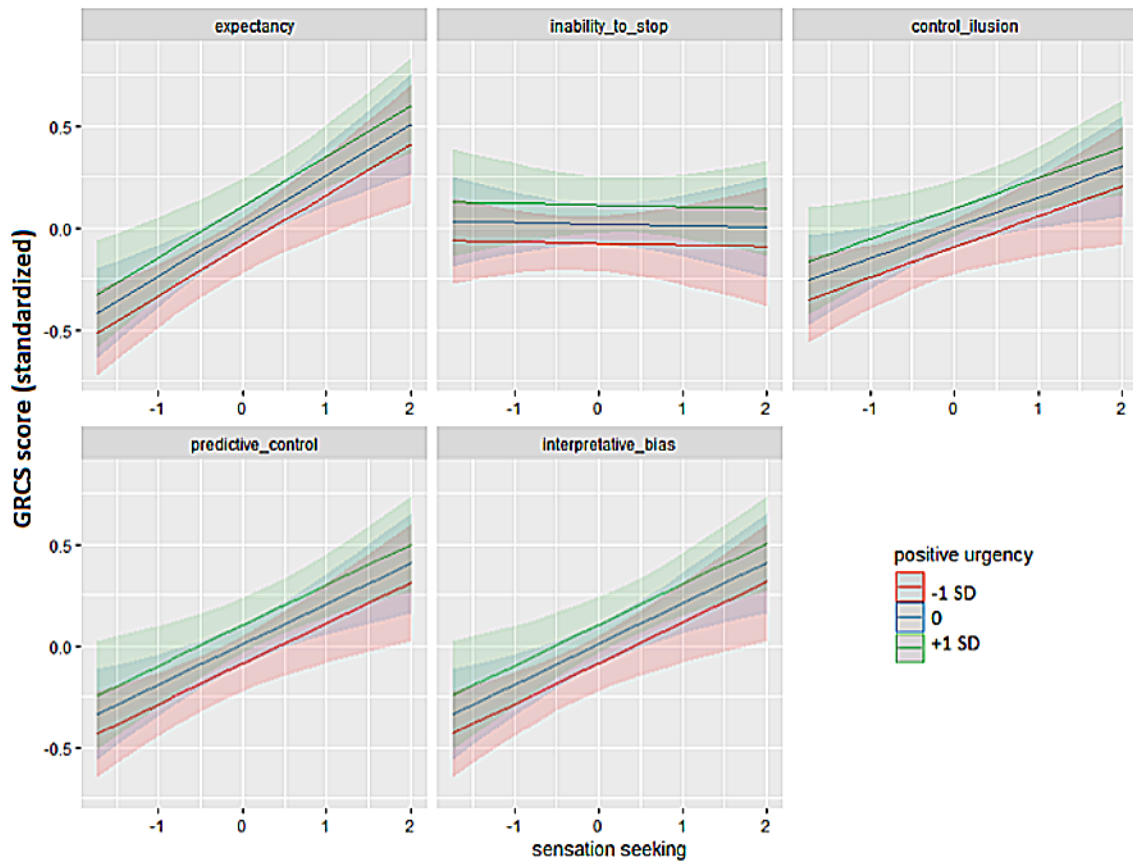 expectancy
inability_to_stop
control_ilusion
GRCS score (standardized)
0.5
0.0
-0.5
-1 0 1 2
-1 0 1 2
-1 0 1 2
predictive_control
interpretative_bias
0.5
0.0
-0.5
-1 0 1 2
-1 0 1 2
sensation seeking
positive urgency
-1 SD
0
+1 SD